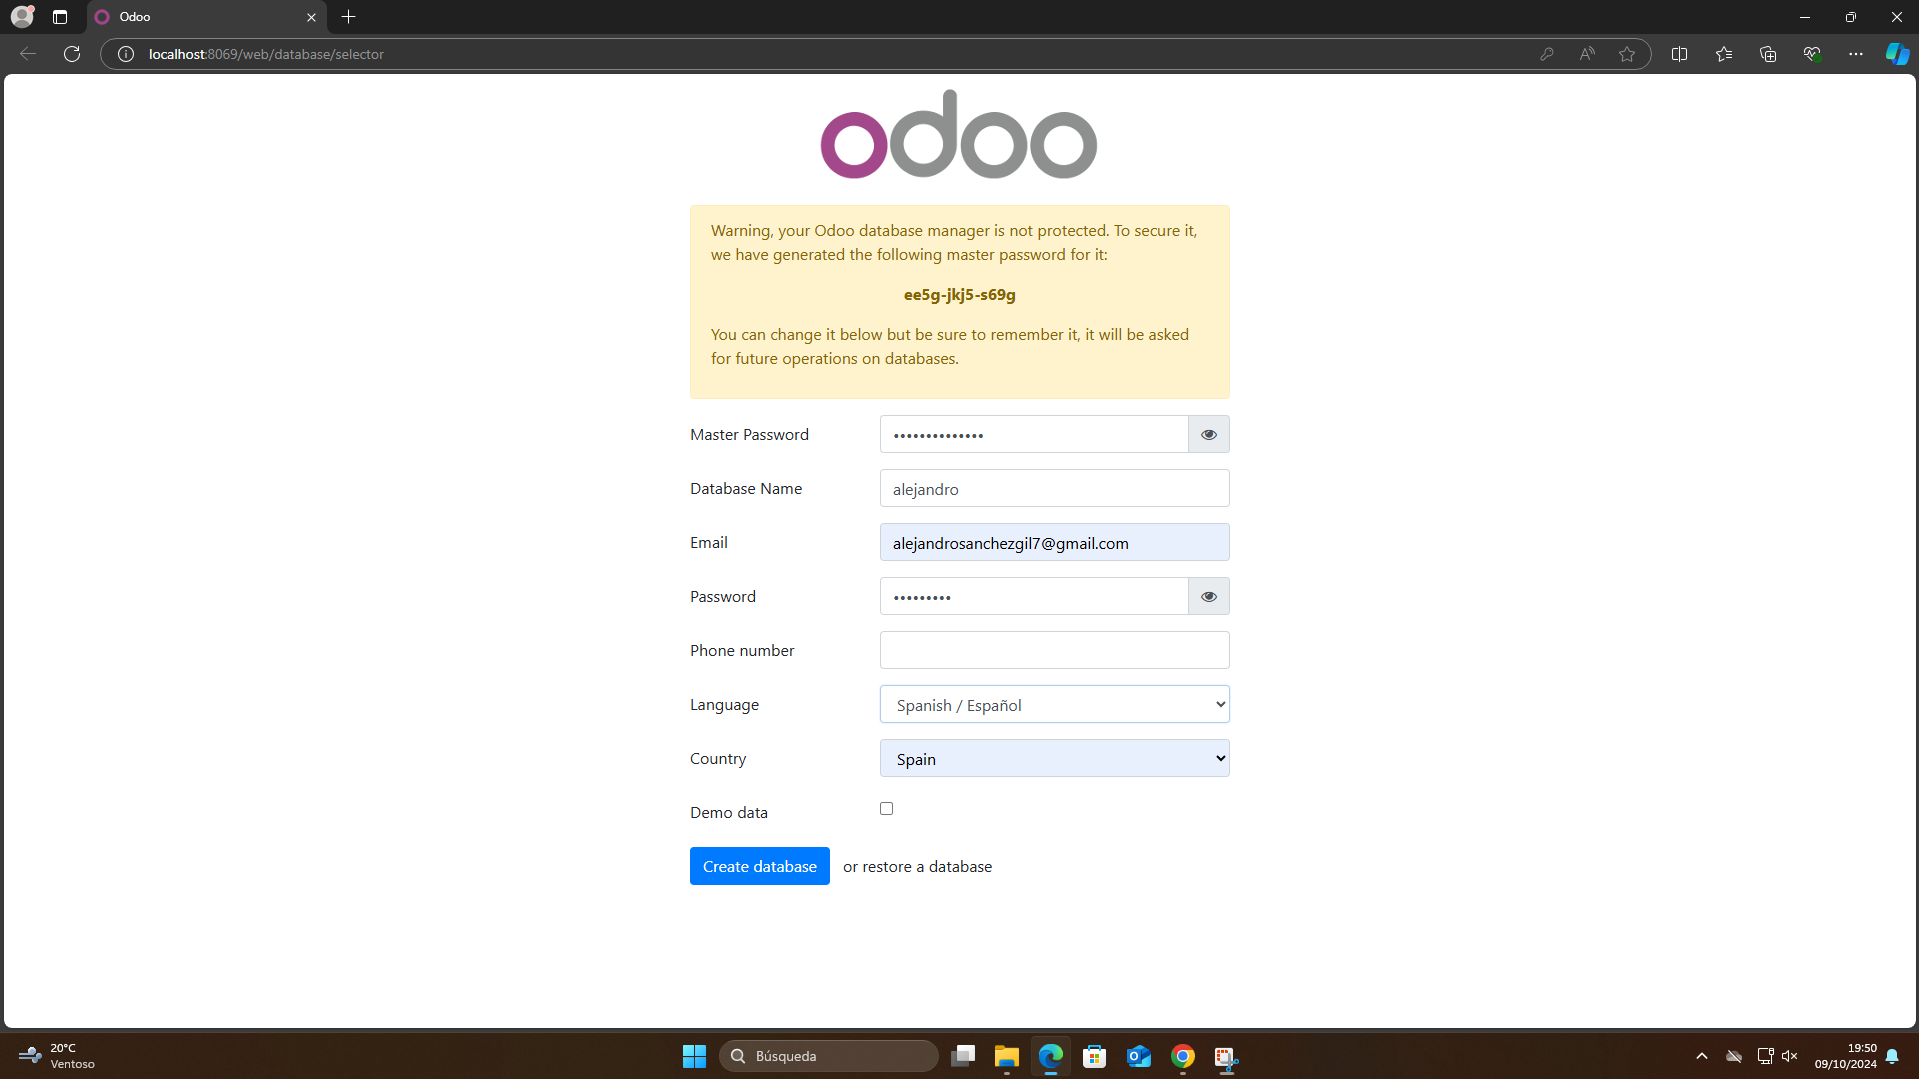 Odoo
localhost:8069/web/database/selector
odoo
Warning, your Odoo database manager is not protected. To secure it,
we have generated the following master password for it:
ee5g-jkj5-s69g
You can change it below but be sure to remember it, it will be asked
for future operations on databases.
Master Password ••••••••••••••
Database Name alejandro
Email alejandrosanchezgil7@gmail.com
Password •••••••••
Phone number
Language Spanish / Español
Country Spain
Demo data
Create database or restore a database
20°C
Ventoso
Búsqueda
19:50
09/10/2024